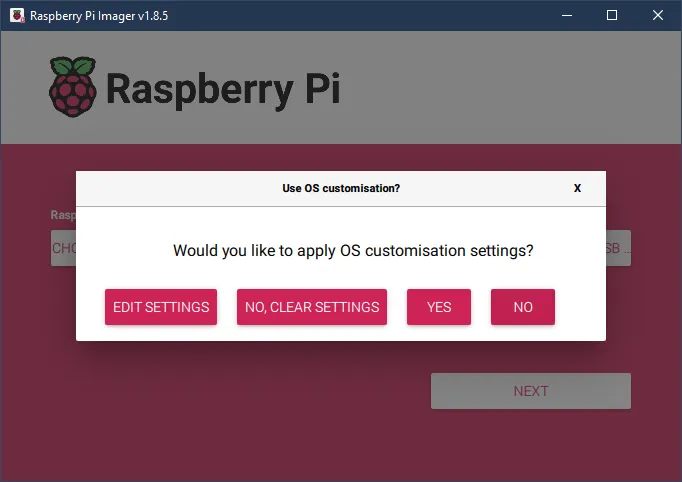 Raspberry Pi Imager v1.8.5
Raspberry Pi
Use OS customisation?
X
Rasp
CHO
SB ...
Would you like to apply OS customisation settings?
EDIT SETTINGS
NO, CLEAR SETTINGS
YES
NO
NEXT